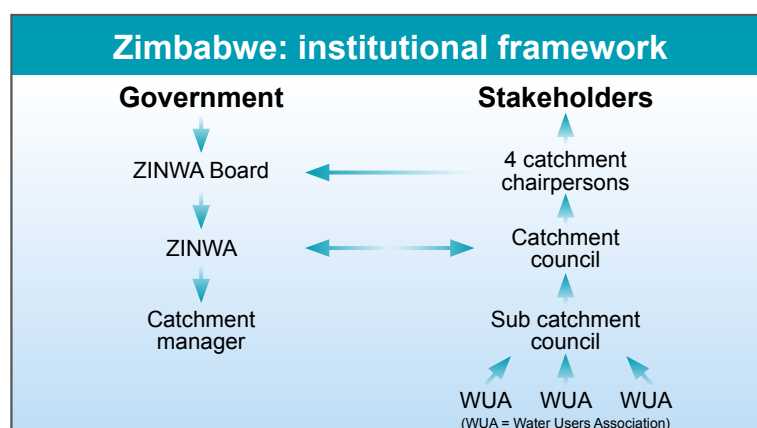 Zimbabwe: institutional framework
Government
Stakeholders
ZINWA Board
4 catchment
chairpersons
ZINWA
Catchment
council
Catchment
manager
Sub catchment
council
WUA WUA WUA
(WUA = Water Users Association)